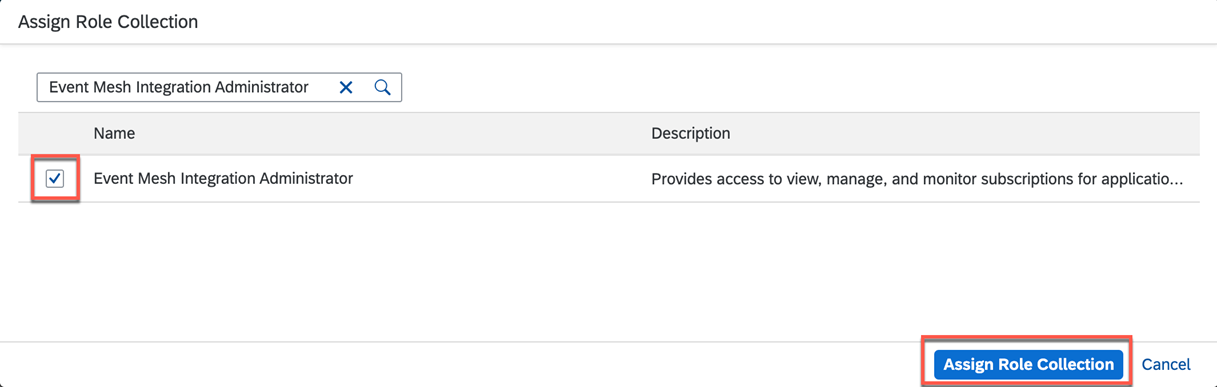 Assign Role Collection
Event Mesh Integration Administrator
Name Description
Event Mesh Integration Administrator Provides access to view, manage, and monitor subscriptions for applicatio...
Assign Role Collection Cancel